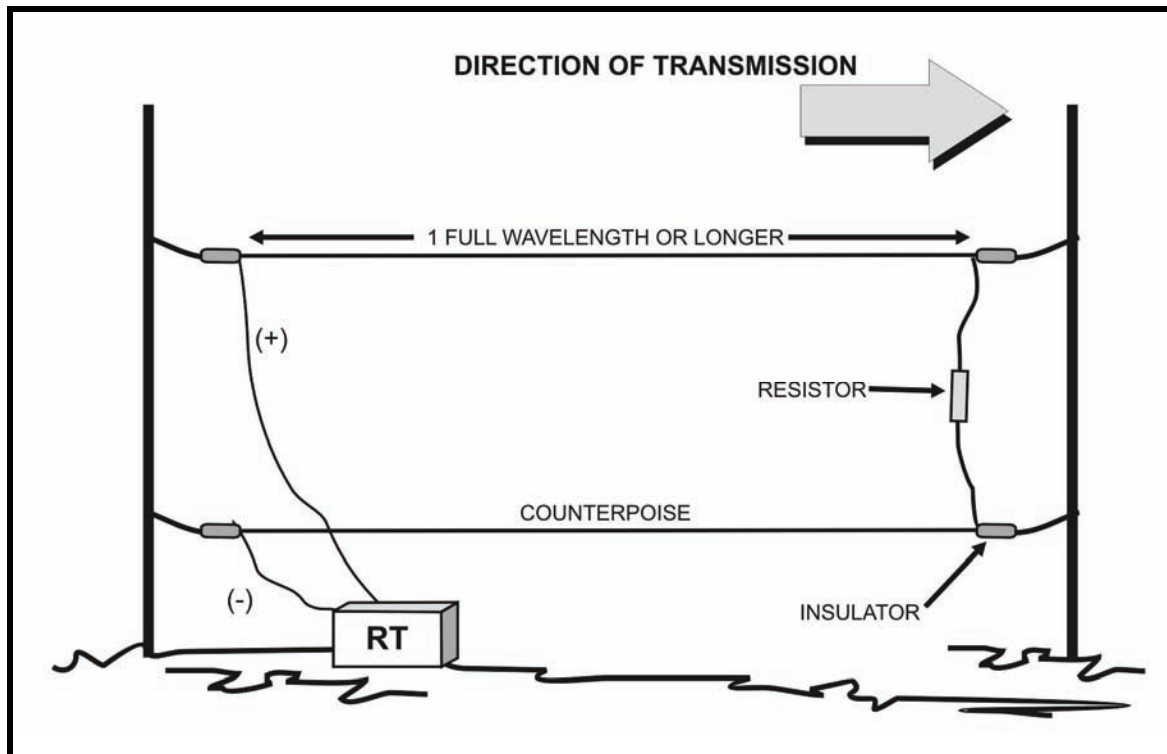 DIRECTION OF TRANSMISSION
1 FULL WAVELENGTH OR LONGER
(+)
RESISTOR
COUNTERPOISE
(-)
INSULATOR
RT